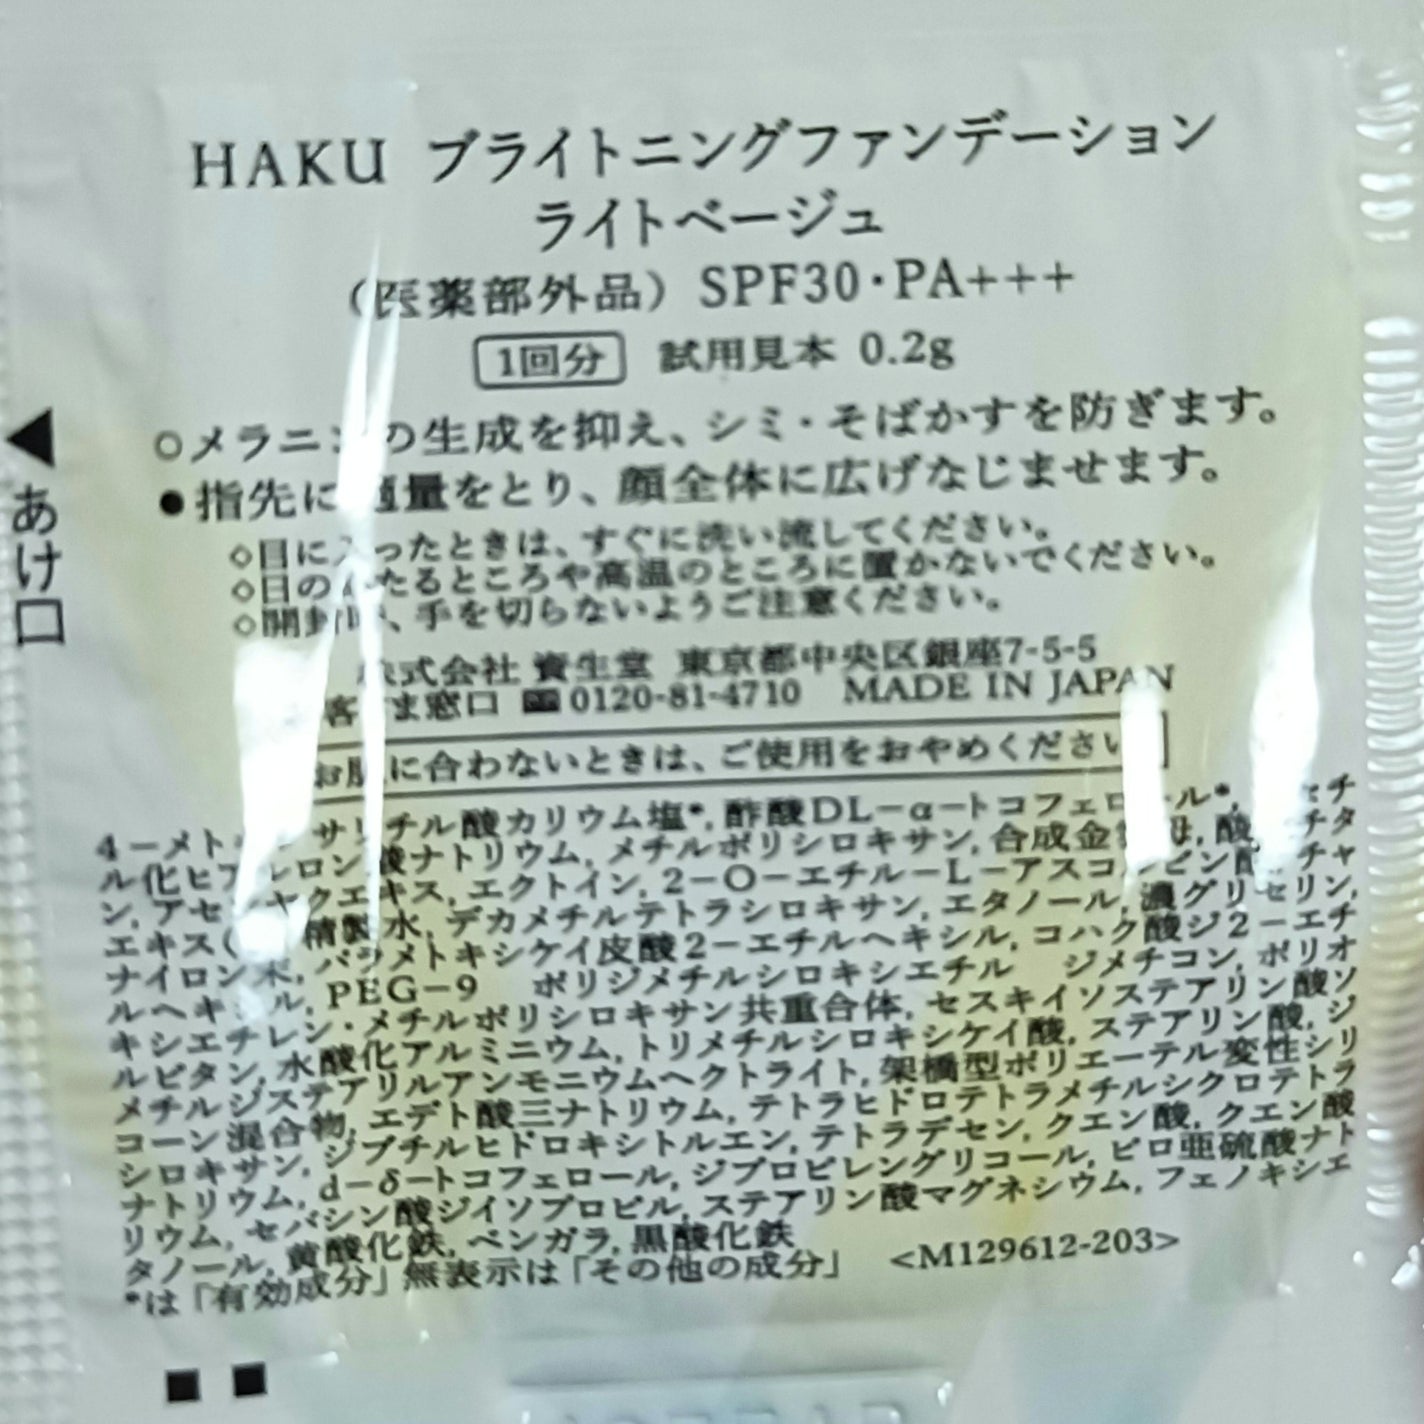 HAKU ブライトニングファンデーション
ライトベージュ
（医薬部外品）SPF30・PA+++
1回分 試用見本 0.2g
○メラニンの生成を抑え、シミ・そばかすを防ぎます。
●指先に適量をとり、顔全体に広げなじませます。
◇目に入ったときは、すぐに洗い流してください。
◇日のあたるところや高温のところに置かないでください。
◇開封時、手を切らないようご注意ください。
株式会社 資生堂 東京都中央区銀座7-5-5
客 ま窓口 0120-81-4710 MADE IN JAPAN
お肌に合わないときは、ご使用をおやめください
4－メト サリチル酸カリウム塩*, 酢酸DL－α－トコフェロール*, セチ
ル化ヒアルロン酸ナトリウム, メチルポリシロキサン, 合成金雲母, 酸 チタ
ン, アセンヤクエキス, エクトイン, 2－O－エチル－L－アスコルビン酸, チャ
エキス( 精製水, デカメチルテトラシロキサン, エタノール, 濃グリセリン,
ナイロン末, パラメトキシケイ皮酸2－エチルヘキシル, コハク酸ジ2－エチ
ルヘキシル, PEG－9 ポリジメチルシロキシエチル ジメチコン, ポリオ
キシエチレン・メチルポリシロキサン共重合体, セスキイソステアリン酸ソ
ルビタン, 水酸化アルミニウム, トリメチルシロキシケイ酸, ステアリン酸, ジ
メチルジステアリルアンモニウムヘクトライト, 架橋型ポリエーテル変性シリ
コーン混合物, エデト酸三ナトリウム, テトラヒドロテトラメチルシクロテトラ
シロキサン, ジブチルヒドロキシトルエン, テトラデセン, クエン酸, クエン酸
ナトリウム, d－δ－トコフェロール, ジプロピレングリコール, ピロ亜硫酸ナト
リウム, セバシン酸ジイソプロピル, ステアリン酸マグネシウム, フェノキシエ
タノール, 黄酸化鉄, ベンガラ, 黒酸化鉄
*は「有効成分」無表示は「その他の成分」 <M129612-203>
あけ口